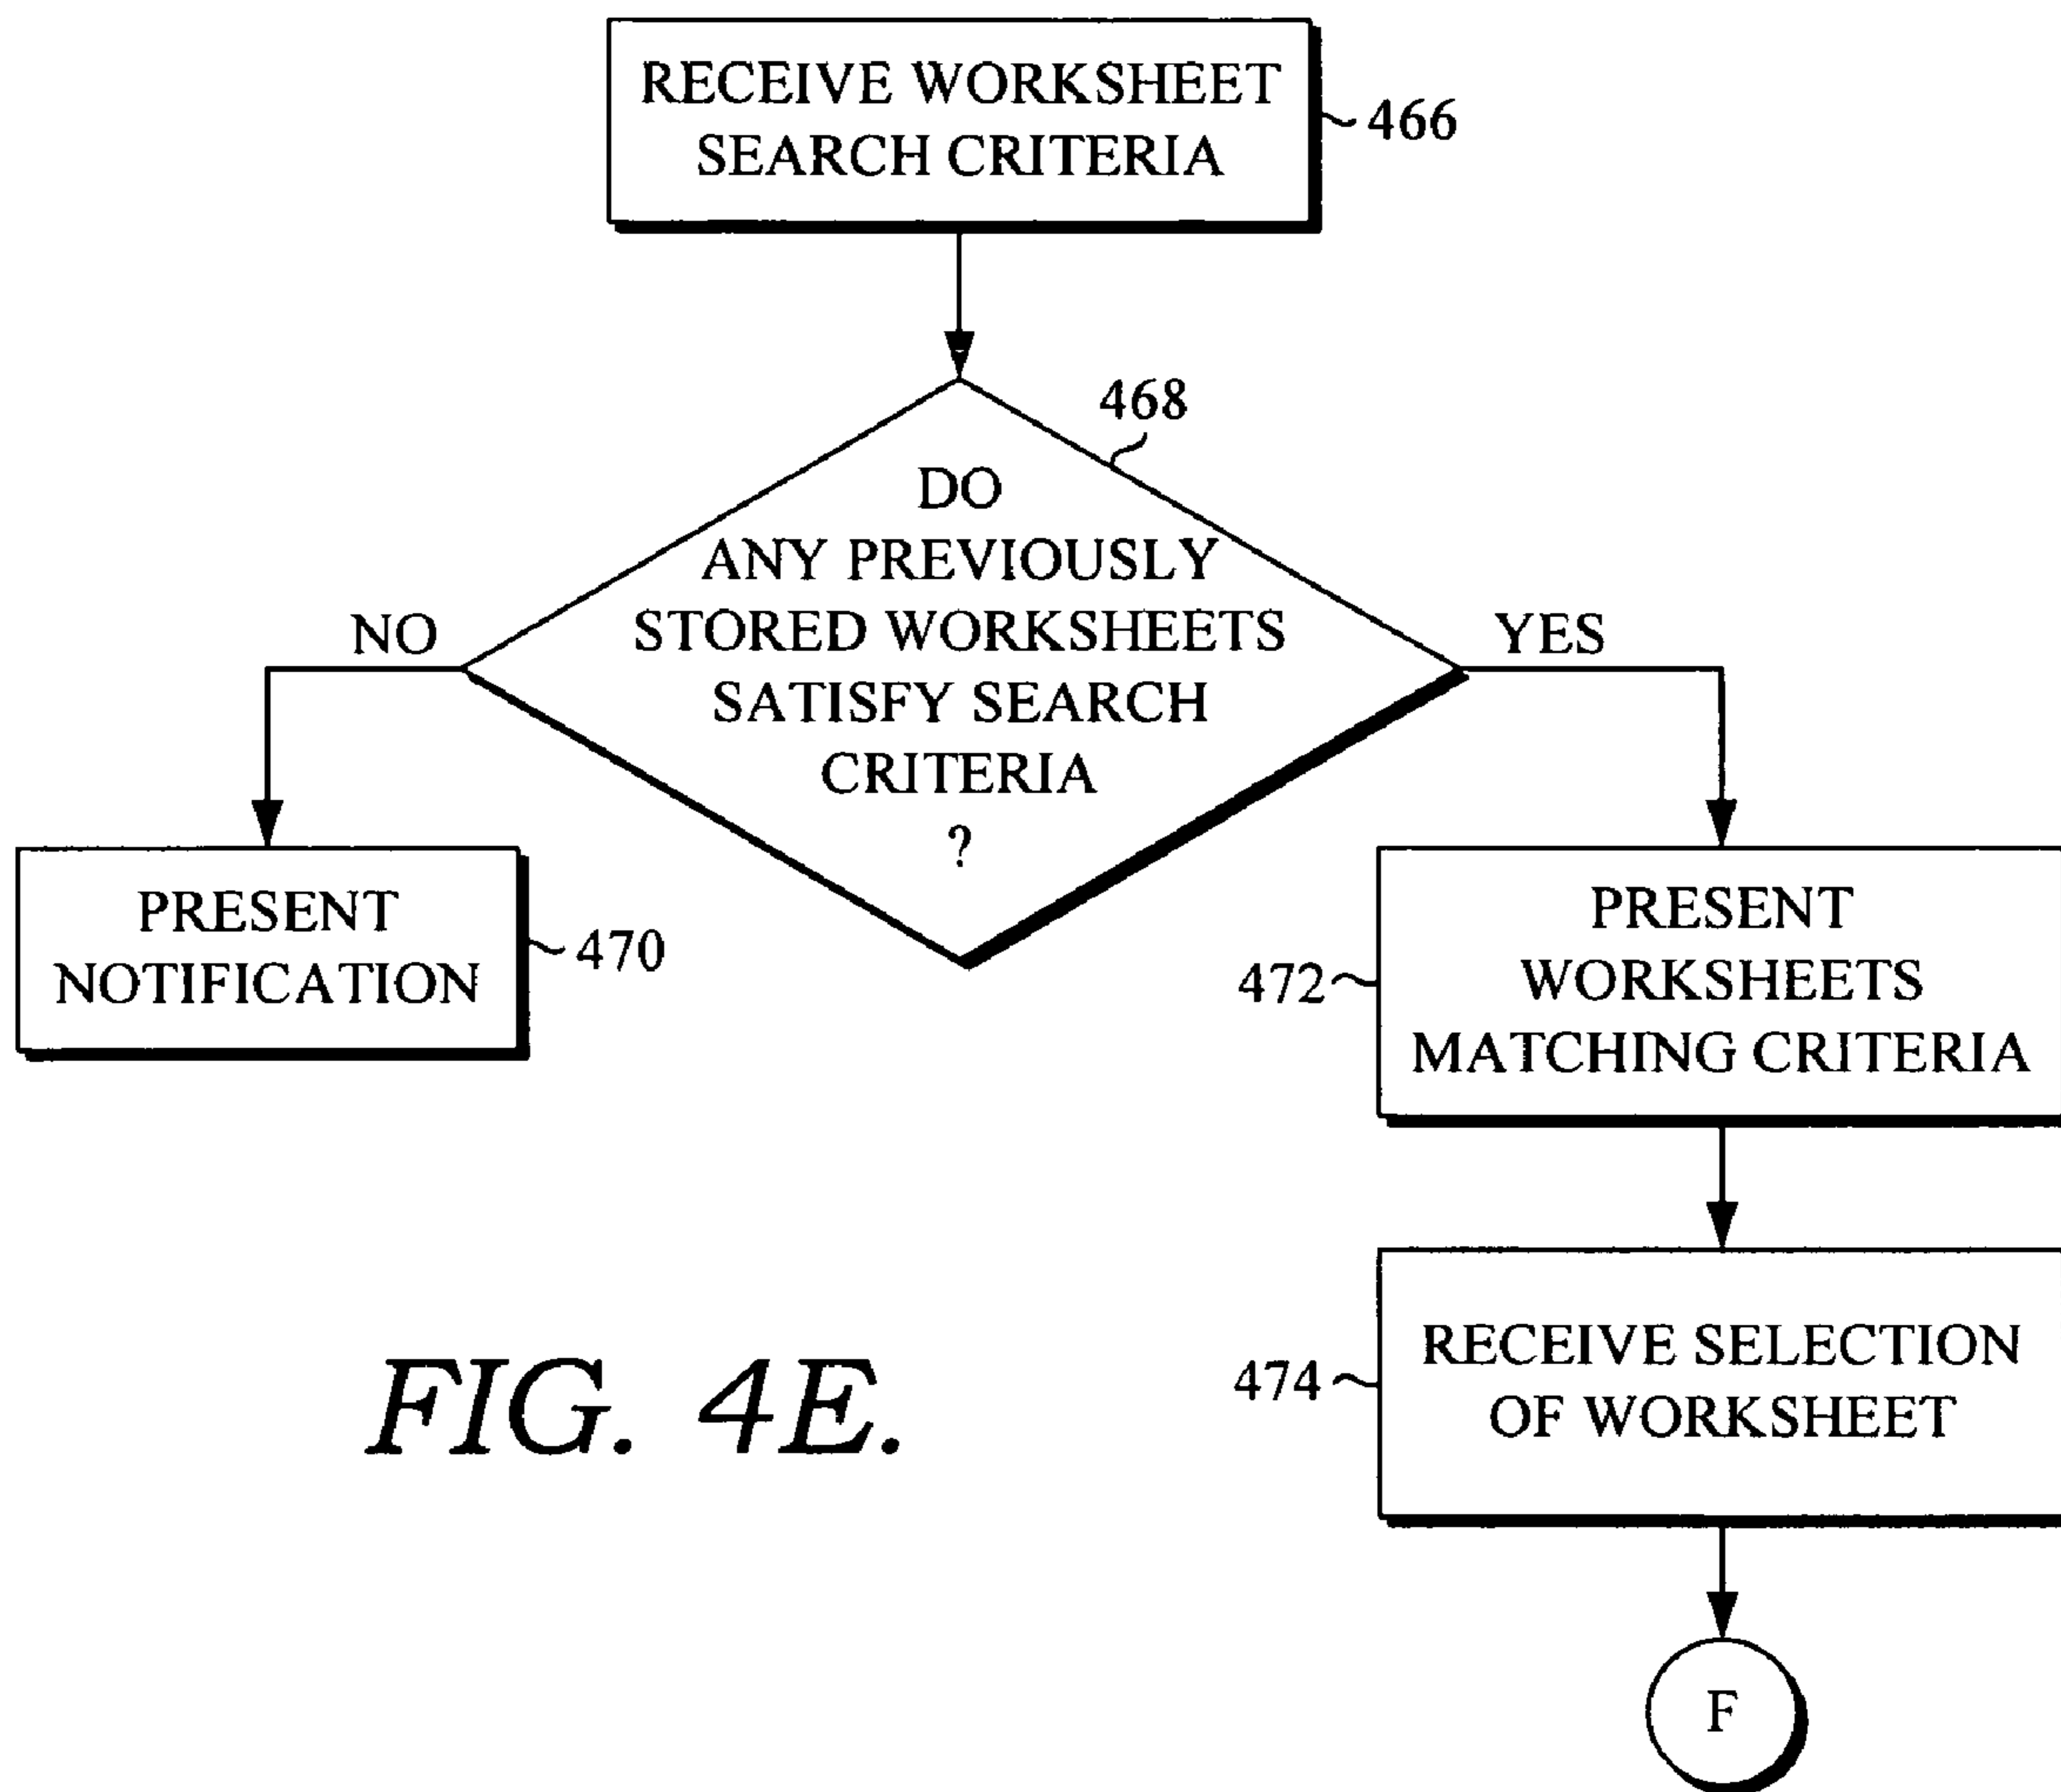 RECEIVE WORKSHEET
SEARCH CRITERIA
466
468
DO
ANY PREVIOUSLY
STORED WORKSHEETS
SATISFY SEARCH
CRITERIA
?
NO
YES
PRESENT
NOTIFICATION
470
472
PRESENT
WORKSHEETS
MATCHING CRITERIA
474
RECEIVE SELECTION
OF WORKSHEET
F
FIG. 4E.